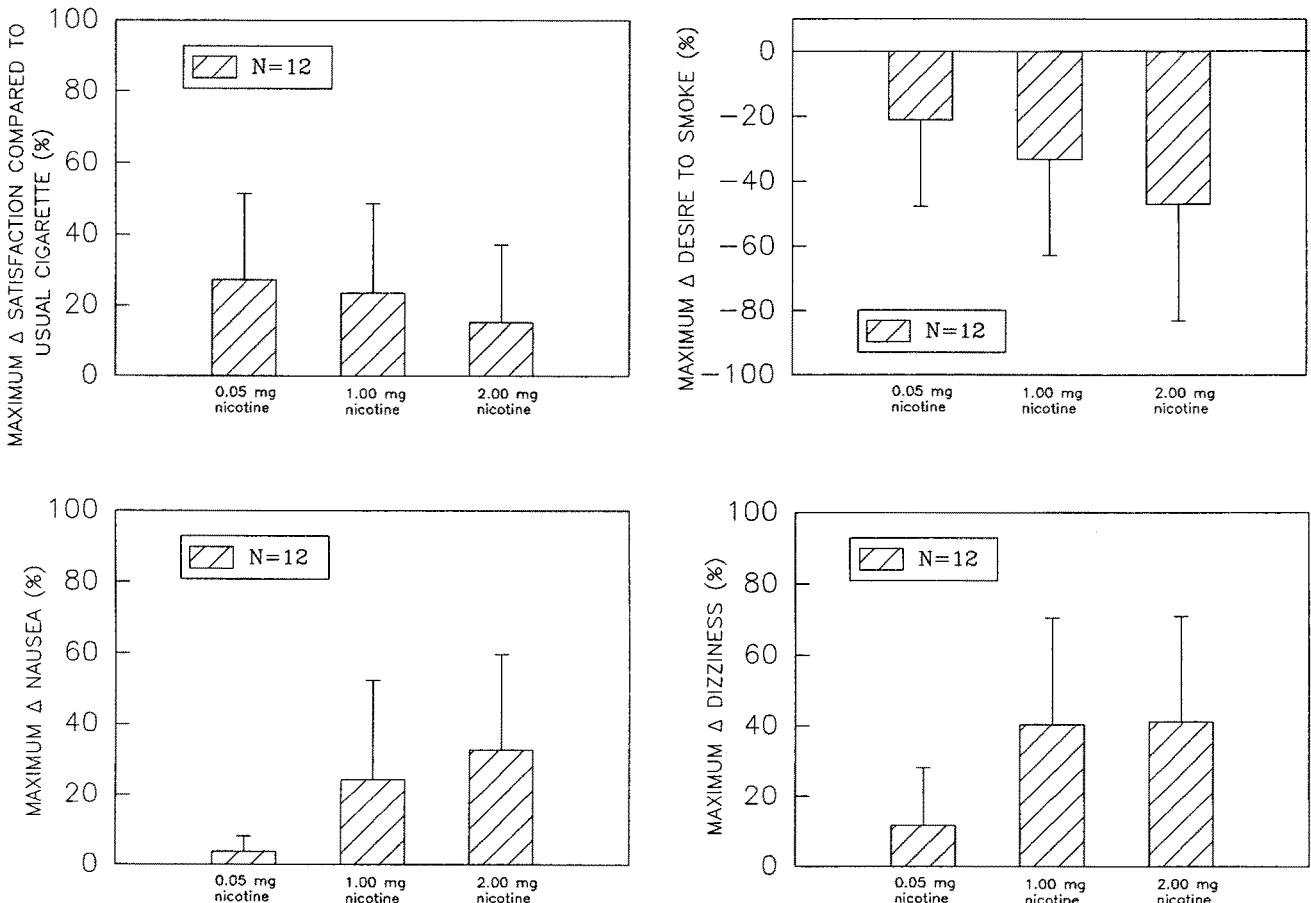 MAXIMUM Δ SATISFACTION COMPARED TO
USUAL CIGARETTE (%)
100
80
60
40
20
0
N=12
0.05 mg
nicotine
1.00 mg
nicotine
2.00 mg
nicotine
MAXIMUM Δ DESIRE TO SMOKE (%)
0
−20
−40
−60
−80
−100
N=12
0.05 mg
nicotine
1.00 mg
nicotine
2.00 mg
nicotine
MAXIMUM Δ NAUSEA (%)
100
80
60
40
20
0
N=12
0.05 mg
nicotine
1.00 mg
nicotine
2.00 mg
nicotine
MAXIMUM Δ DIZZINESS (%)
100
80
60
40
20
0
N=12
0.05 mg
nicotine
1.00 mg
nicotine
2.00 mg
nicotine